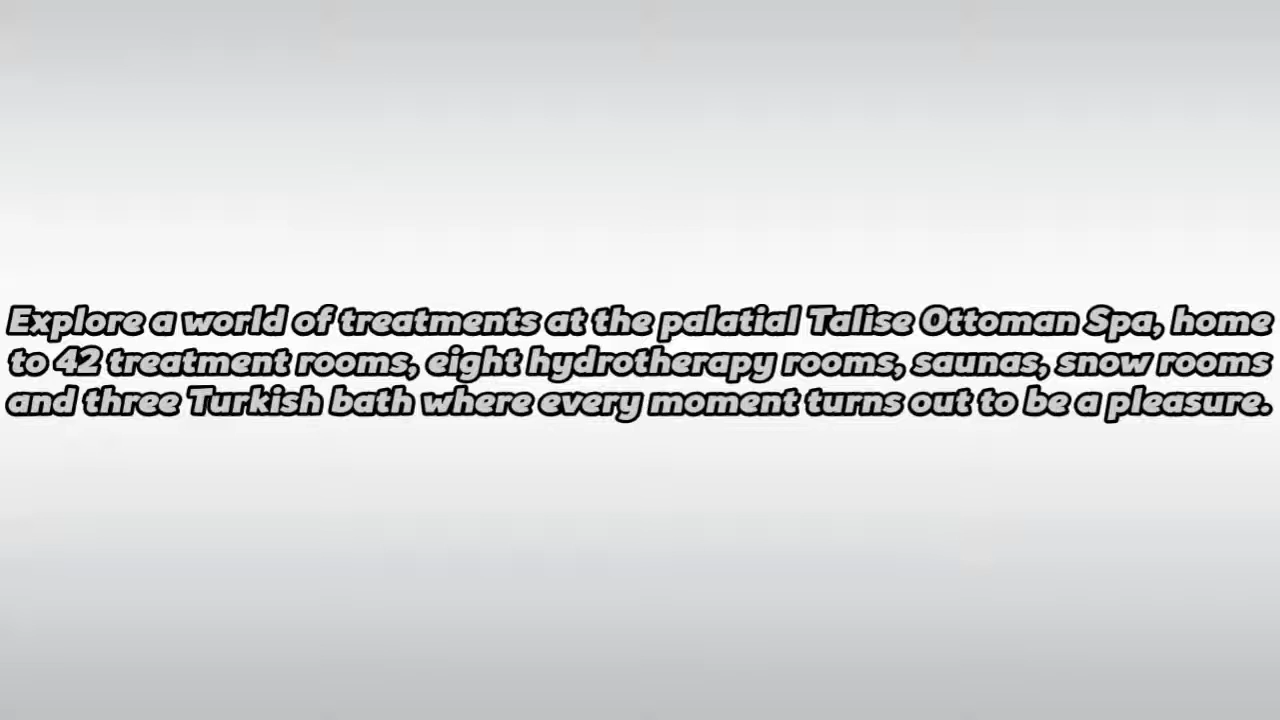 Explore a world of treatments at the palatial Talise Ottoman Spa, home
to 42 treatment rooms, eight hydrotherapy rooms, saunas, snow rooms
and three Turkish bath where every moment turns out to be a pleasure.